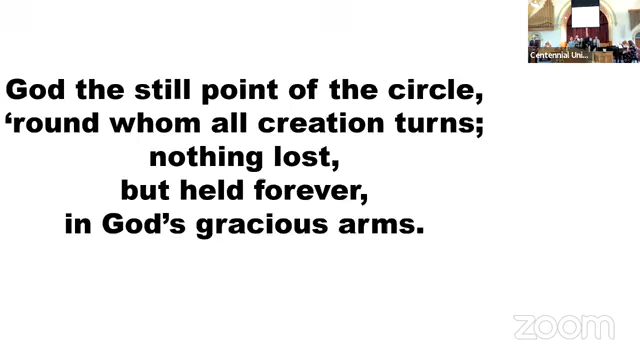 God the still point of the circle,
‘round whom all creation turns;
nothing lost,
but held forever,
in God’s gracious arms.
Centennial Uni...
zoom